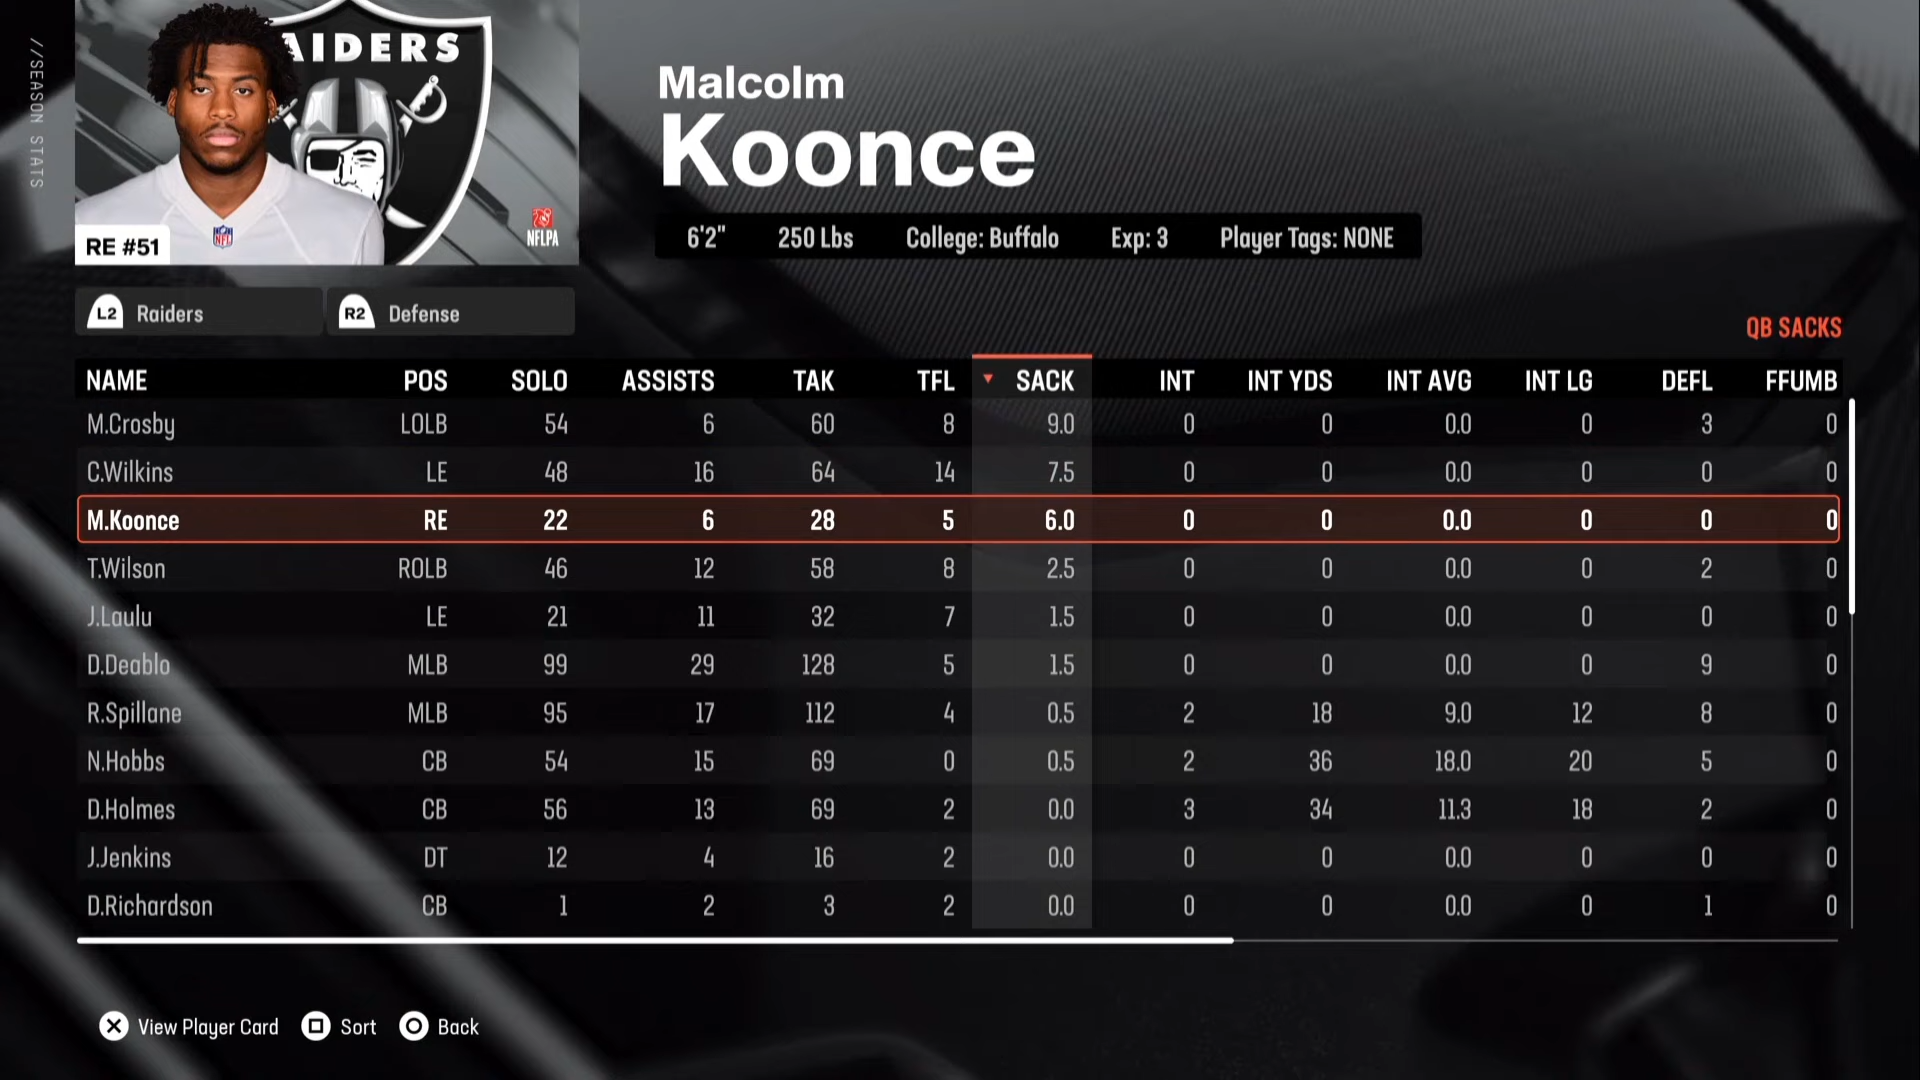 //SEASON STATS
RAIDERS
NFL
NFLPA
RE #51
Malcolm
Koonce
6'2" 250 Lbs College: Buffalo Exp: 3 Player Tags: NONE
L2 Raiders R2 Defense
QB SACKS
NAME POS SOLO ASSISTS TAK TFL SACK INT INT YDS INT AVG INT LG DEFL FFUMB
M.Crosby LOLB 54 6 60 8 9.0 0 0 0.0 0 3 0
C.Wilkins LE 48 16 64 14 7.5 0 0 0.0 0 0 0
M.Koonce RE 22 6 28 5 6.0 0 0 0.0 0 0 0
T.Wilson ROLB 46 12 58 8 2.5 0 0 0.0 0 2 0
J.Laulu LE 21 11 32 7 1.5 0 0 0.0 0 0 0
D.Deablo MLB 99 29 128 5 1.5 0 0 0.0 0 9 0
R.Spillane MLB 95 17 112 4 0.5 2 18 9.0 12 8 0
N.Hobbs CB 54 15 69 0 0.5 2 36 18.0 20 5 0
D.Holmes CB 56 13 69 2 0.0 3 34 11.3 18 2 0
J.Jenkins DT 12 4 16 2 0.0 0 0 0.0 0 0 0
D.Richardson CB 1 2 3 2 0.0 0 0 0.0 0 1 0
View Player Card Sort Back